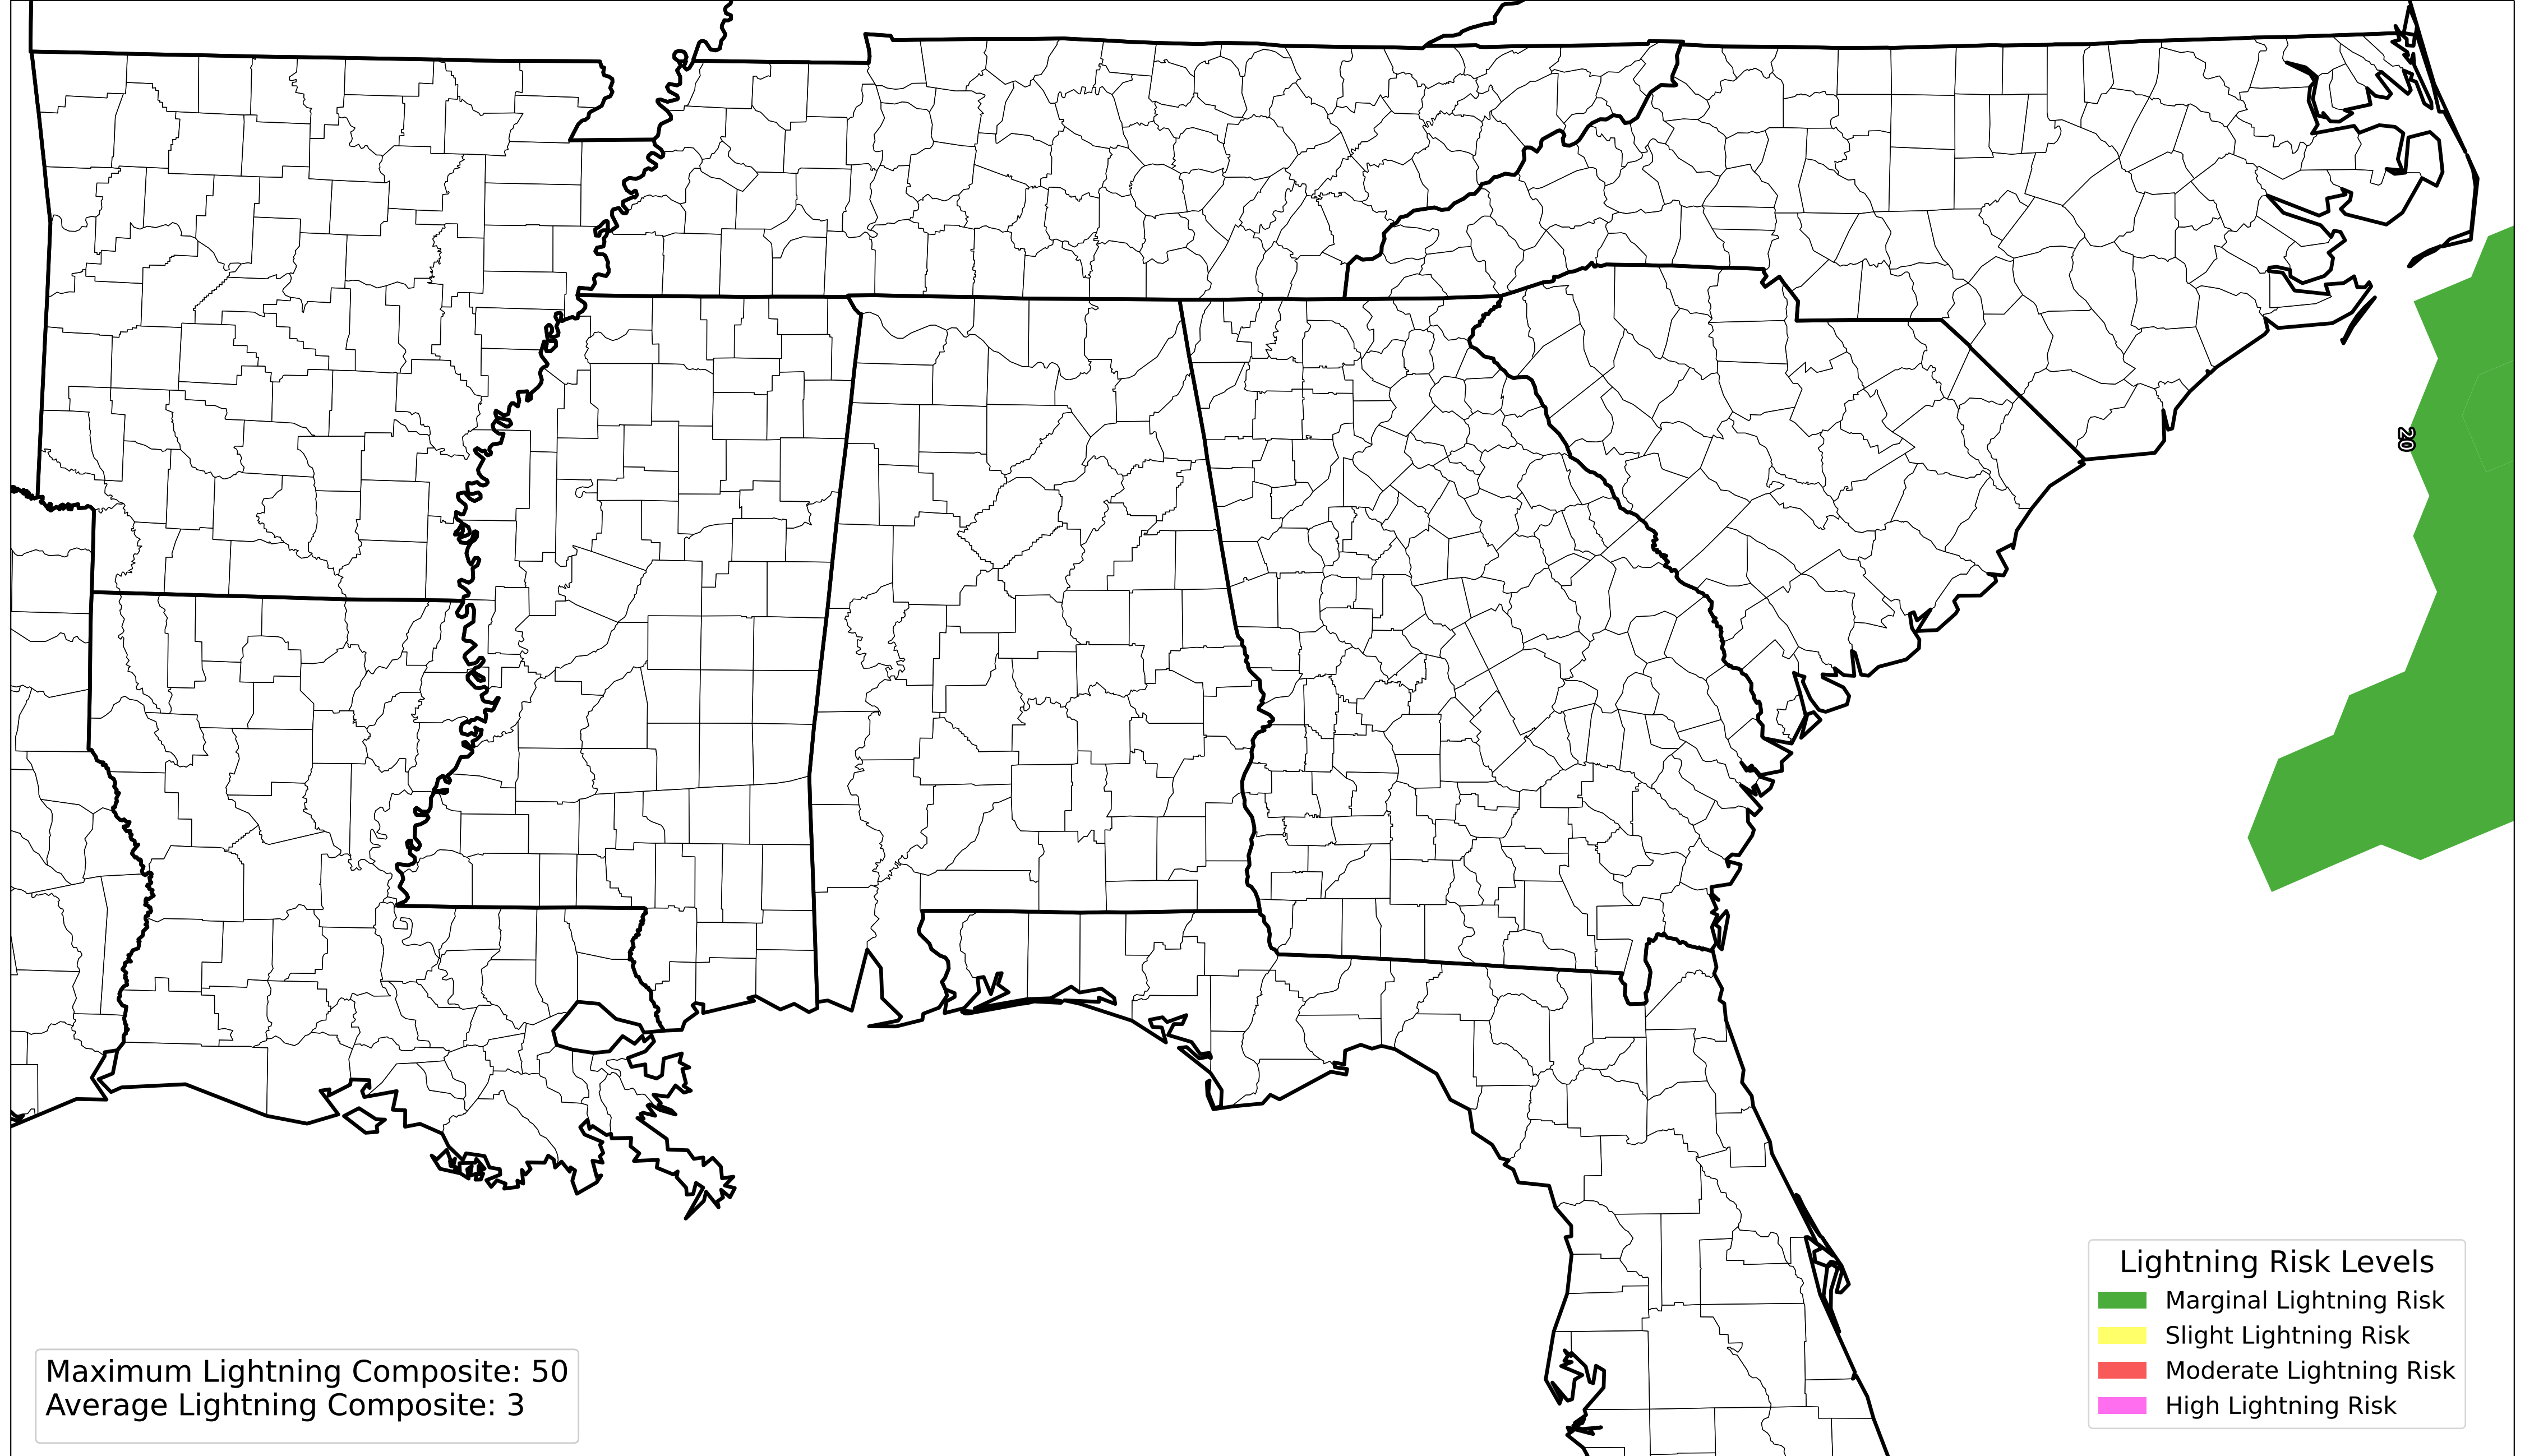 20
Lightning Risk Levels
Marginal Lightning Risk
Slight Lightning Risk
Moderate Lightning Risk
High Lightning Risk
Maximum Lightning Composite: 50
Average Lightning Composite: 3